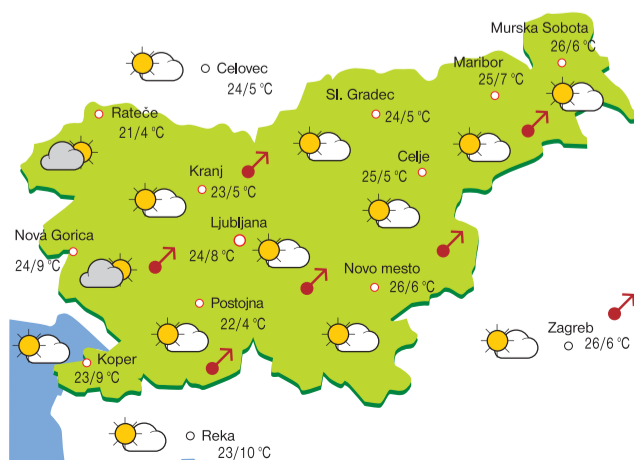 Murska Sobota
26/6 °C
Maribor
25/7 °C
Celovec
24/5 °C
Sl. Gradec
24/5 °C
Rateče
21/4 °C
Celje
25/5 °C
Kranj
23/5 °C
Ljubljana
24/8 °C
Nova Gorica
24/9 °C
Novo mesto
26/6 °C
Postojna
22/4 °C
Zagreb
26/6 °C
Koper
23/9 °C
Reka
23/10 °C